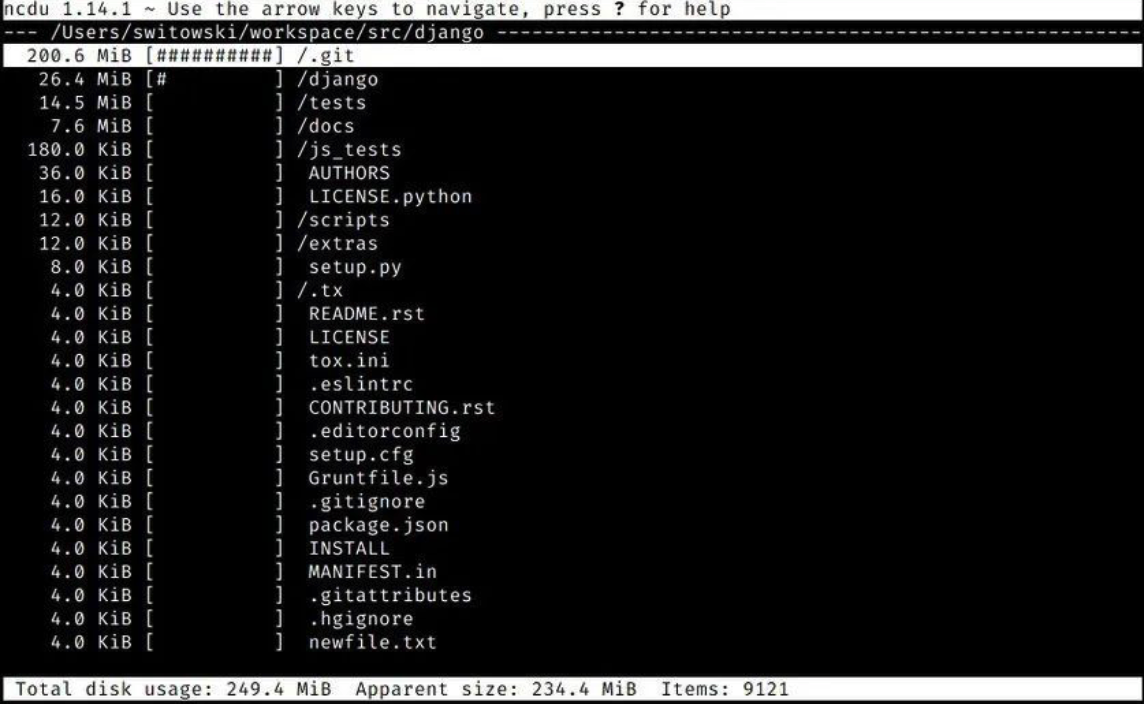 ncdu 1.14.1 ~ Use the arrow keys to navigate, press ? for help
--- /Users/switowski/workspace/src/django -------------------------------------------------------
  200.6 MiB [##########] /.git
   26.4 MiB [#         ] /django
   14.5 MiB [          ] /tests
    7.6 MiB [          ] /docs
  180.0 KiB [          ] /js_tests
   36.0 KiB [          ]  AUTHORS
   16.0 KiB [          ]  LICENSE.python
   12.0 KiB [          ] /scripts
   12.0 KiB [          ] /extras
    8.0 KiB [          ]  setup.py
    4.0 KiB [          ] /.tx
    4.0 KiB [          ]  README.rst
    4.0 KiB [          ]  LICENSE
    4.0 KiB [          ]  tox.ini
    4.0 KiB [          ]  .eslintrc
    4.0 KiB [          ]  CONTRIBUTING.rst
    4.0 KiB [          ]  .editorconfig
    4.0 KiB [          ]  setup.cfg
    4.0 KiB [          ]  Gruntfile.js
    4.0 KiB [          ]  .gitignore
    4.0 KiB [          ]  package.json
    4.0 KiB [          ]  INSTALL
    4.0 KiB [          ]  MANIFEST.in
    4.0 KiB [          ]  .gitattributes
    4.0 KiB [          ]  .hgignore
    4.0 KiB [          ]  newfile.txt
 Total disk usage: 249.4 MiB  Apparent size: 234.4 MiB  Items: 9121